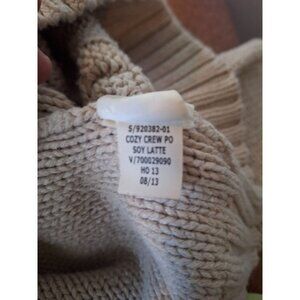 S/920382-01
COZY CREW PO
SOY LATTE
V/700029090
HO 13
08/13